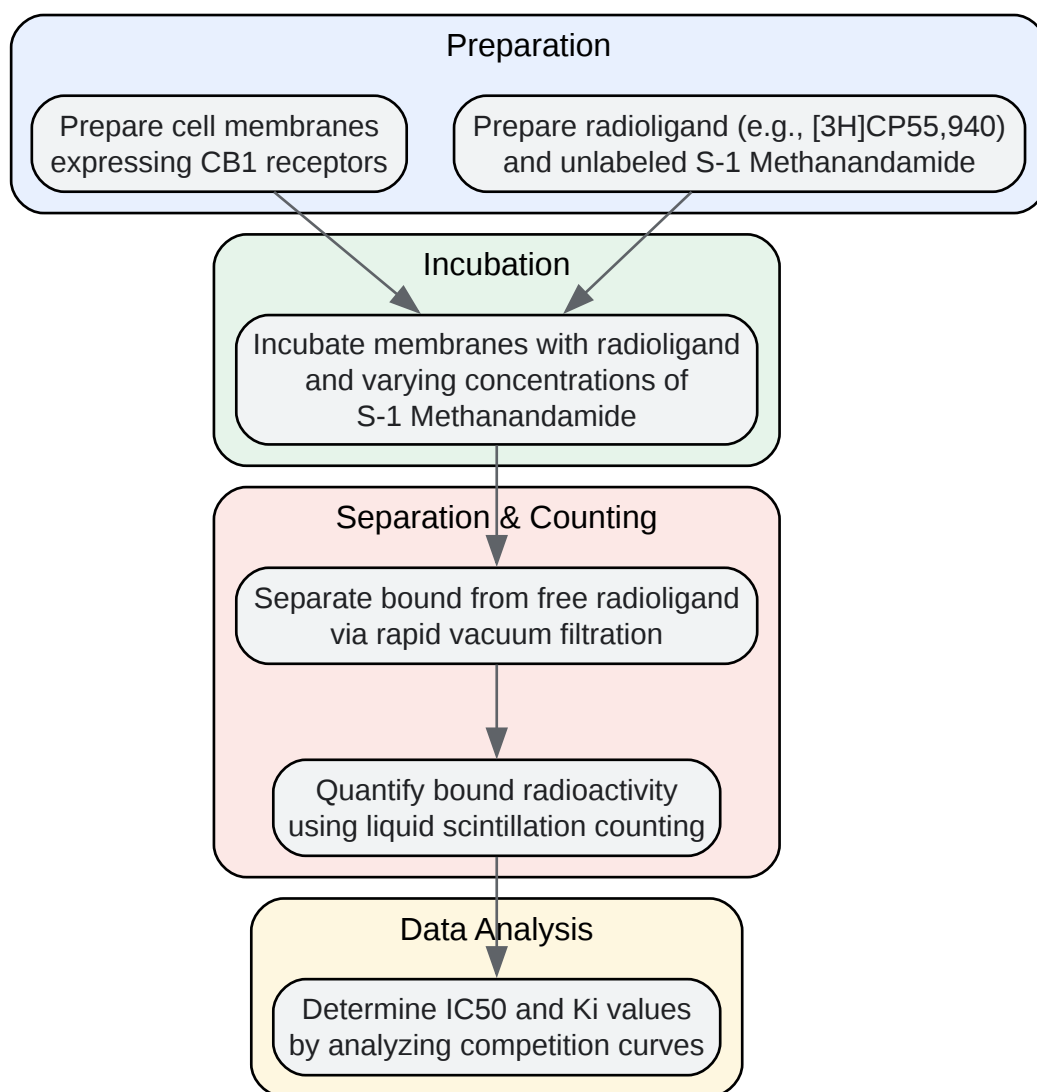 Preparation
Prepare cell membranes
expressing CB1 receptors
Prepare radioligand (e.g., [3H]CP55,940)
and unlabeled S-1 Methanandamide
Incubation
Incubate membranes with radioligand
and varying concentrations of
S-1 Methanandamide
Separation & Counting
Separate bound from free radioligand
via rapid vacuum filtration
Quantify bound radioactivity
using liquid scintillation counting
Data Analysis
Determine IC50 and Ki values
by analyzing competition curves